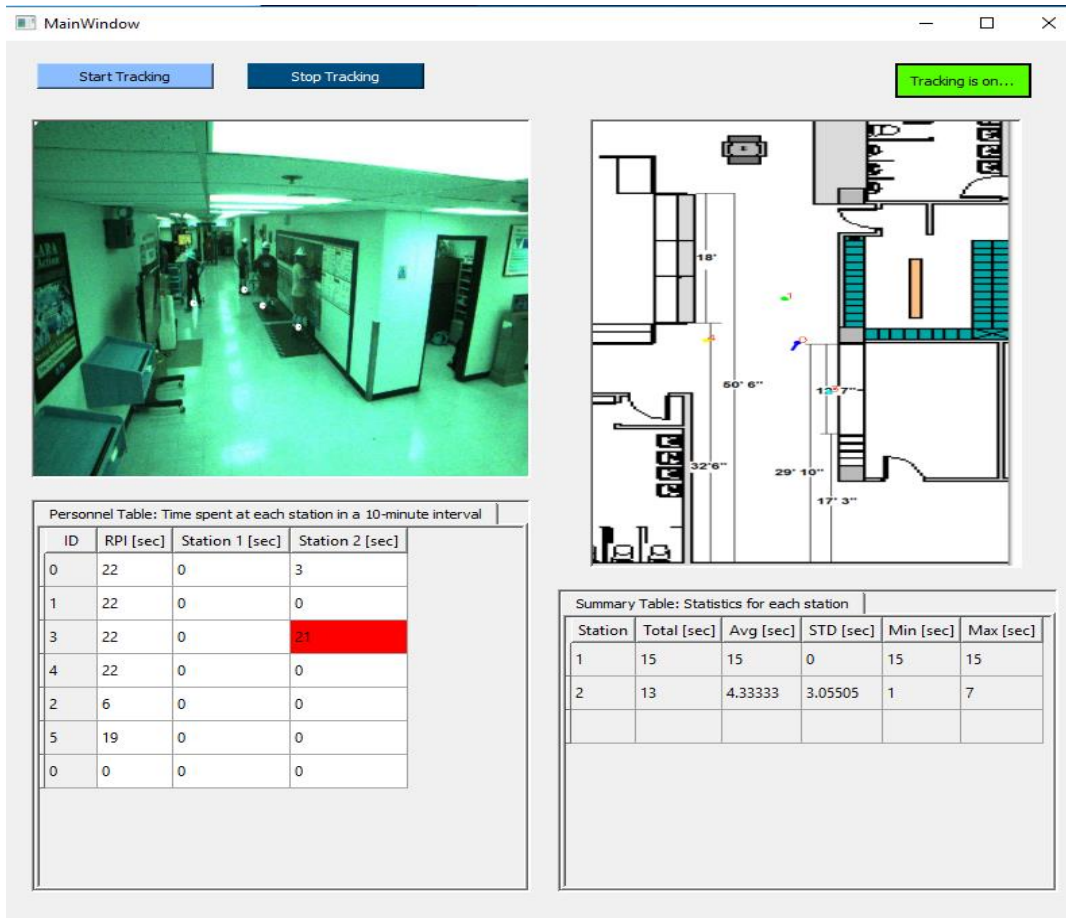 MainWindow
Start Tracking Stop Tracking Tracking is on...
18'
1
4 0
50' 6"
12' 7"
32'6" 29' 10"
17' 3"
Personnel Table: Time spent at each station in a 10-minute interval
ID RPI [sec] Station 1 [sec] Station 2 [sec]
0 22 0 3
1 22 0 0
3 22 0 21
4 22 0 0
2 6 0 0
5 19 0 0
0 0 0 0
Summary Table: Statistics for each station
Station Total [sec] Avg [sec] STD [sec] Min [sec] Max [sec]
1 15 15 0 15 15
2 13 4.33333 3.05505 1 7